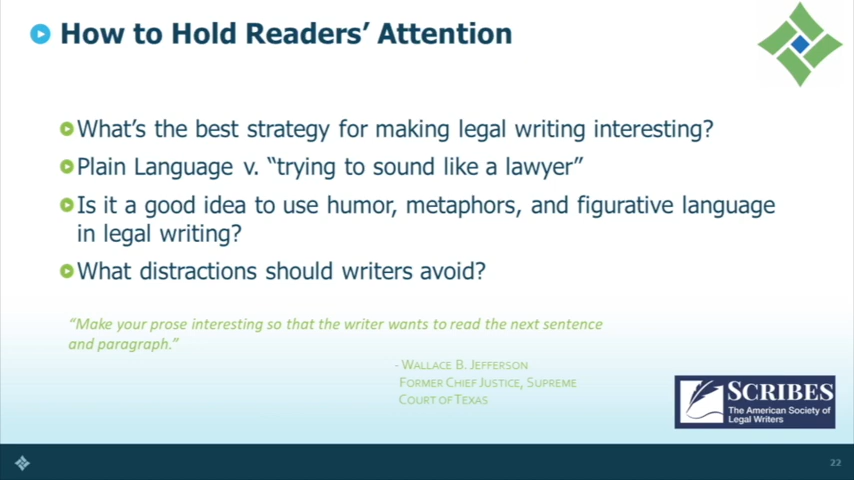 How to Hold Readers’ Attention
What’s the best strategy for making legal writing interesting?
Plain Language v. “trying to sound like a lawyer”
Is it a good idea to use humor, metaphors, and figurative language
in legal writing?
What distractions should writers avoid?
“Make your prose interesting so that the writer wants to read the next sentence
and paragraph.”
- WALLACE B. JEFFERSON
FORMER CHIEF JUSTICE, SUPREME
COURT OF TEXAS
SCRIBES
The American Society of
Legal Writers
22